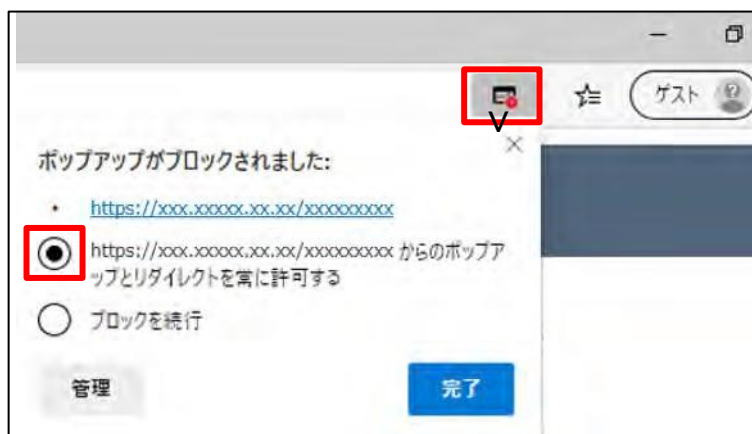 ゲスト
V
ポップアップがブロックされました:
・ https://xxx.xxxxx.xx.xx/xxxxxxxxx
https://xxx.xxxxx.xx.xx/xxxxxxxxx からのポップア
ップとリダイレクトを常に許可する
ブロックを続行
管理
完了